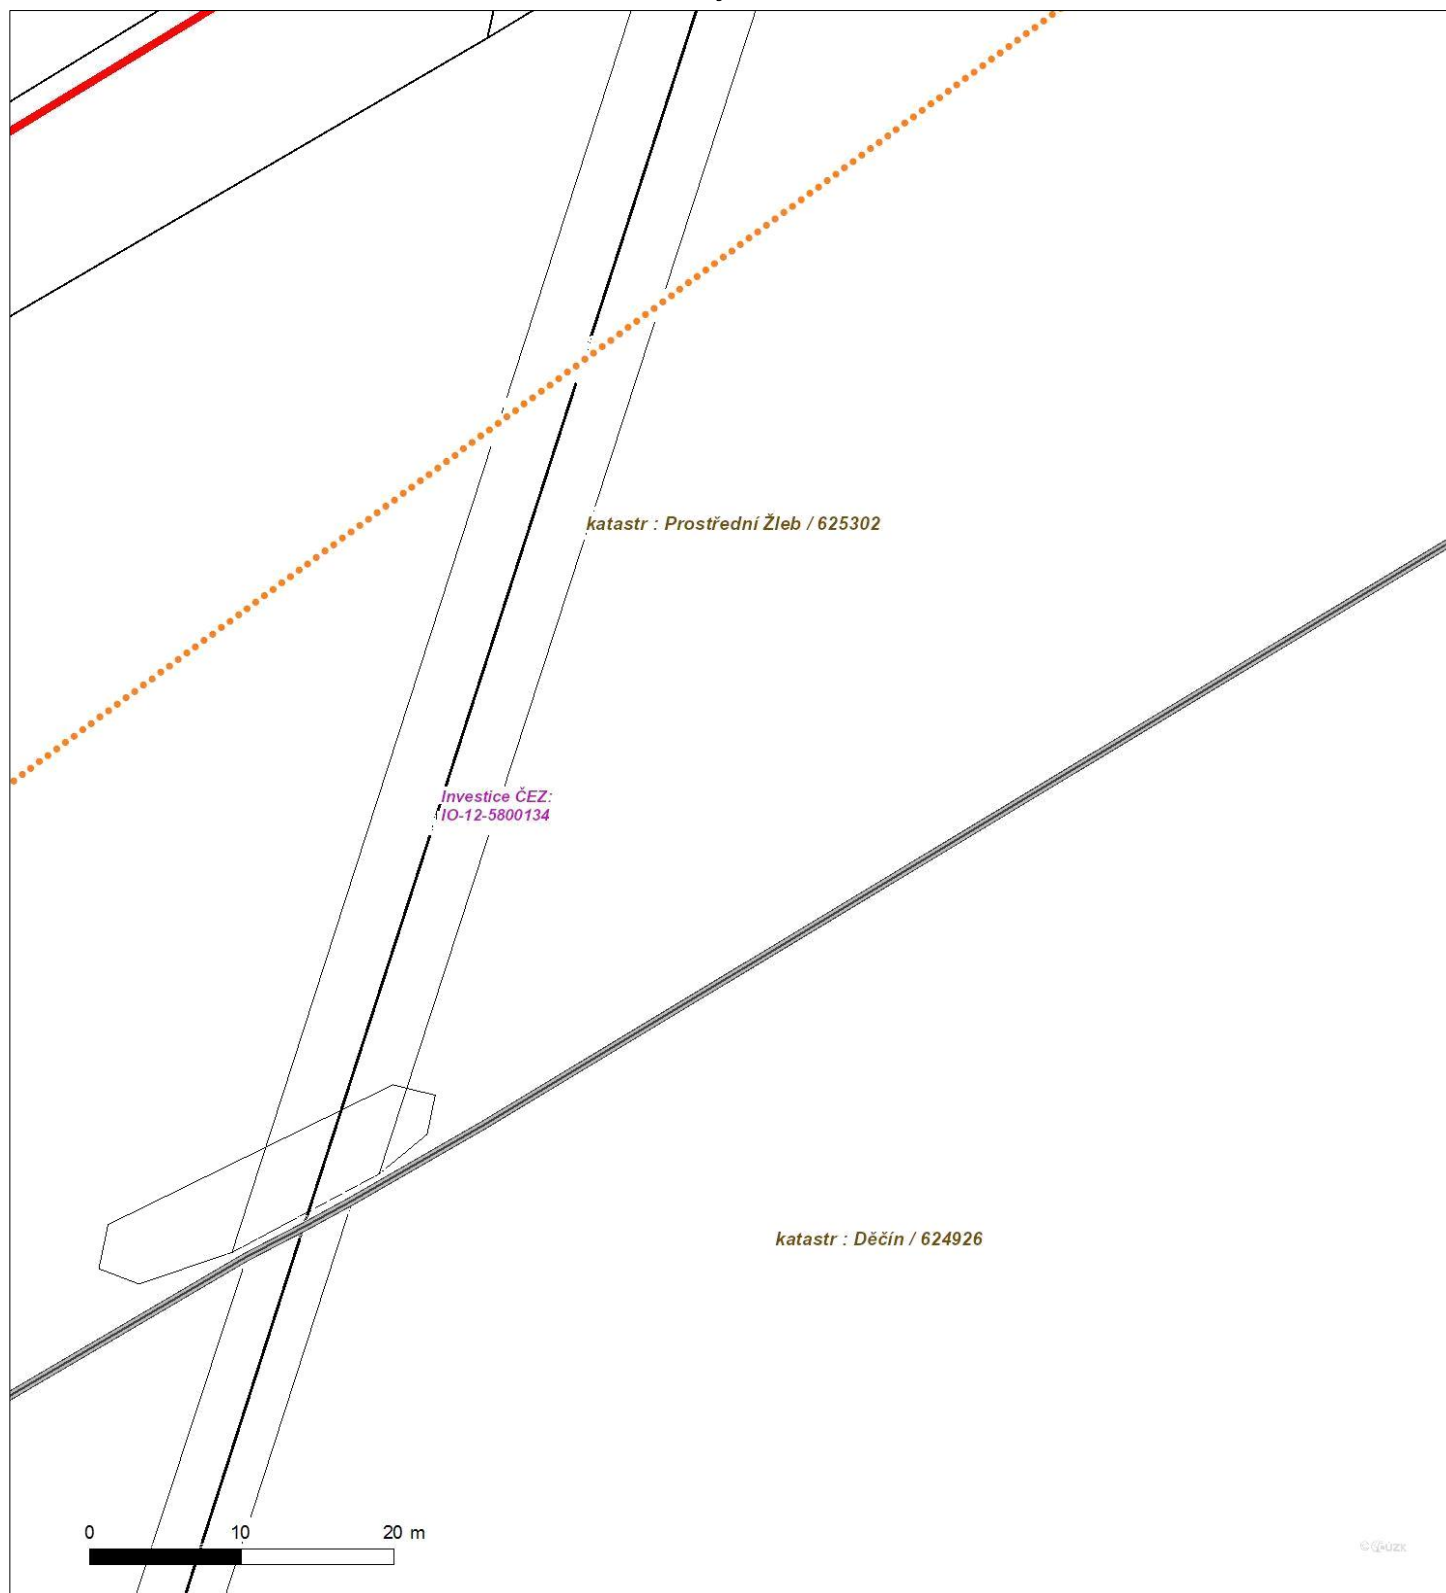 katastr : Prostřední Žleb / 625302
Investice ČEZ:
IO-12-5800134
katastr : Děčín / 624926
0 10 20 m